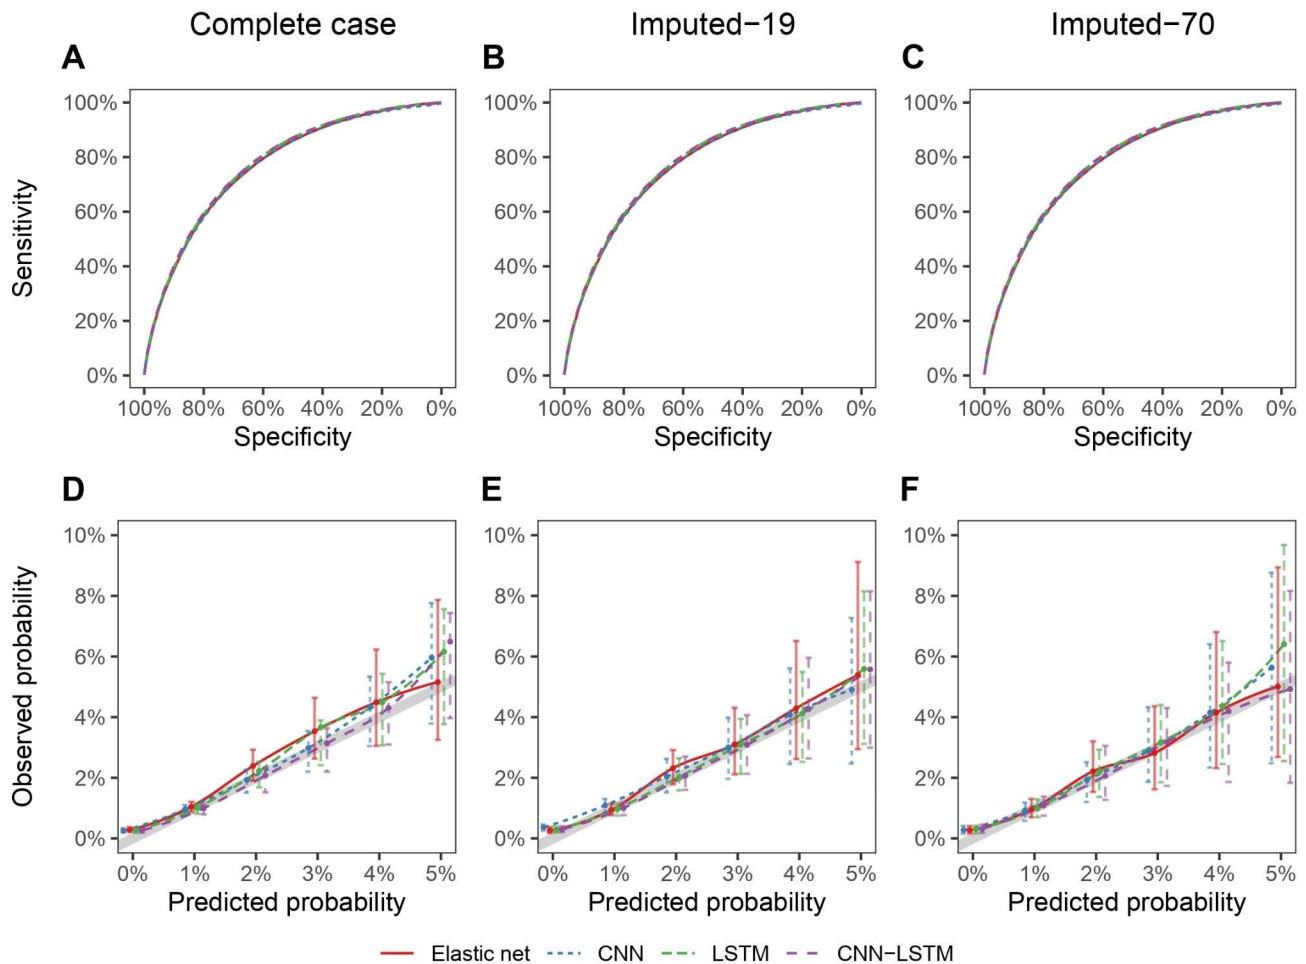 Complete case
Imputed−19
Imputed−70
A
B
C
Sensitivity
100%
80%
60%
40%
20%
0%
100%
80%
60%
40%
20%
0%
100%
80%
60%
40%
20%
0%
100% 80% 60% 40% 20% 0%
100% 80% 60% 40% 20% 0%
100% 80% 60% 40% 20% 0%
Specificity
Specificity
Specificity
D
E
F
Observed probability
10%
8%
6%
4%
2%
0%
10%
8%
6%
4%
2%
0%
10%
8%
6%
4%
2%
0%
0% 1% 2% 3% 4% 5%
0% 1% 2% 3% 4% 5%
0% 1% 2% 3% 4% 5%
Predicted probability
Predicted probability
Predicted probability
Elastic net CNN LSTM CNN−LSTM